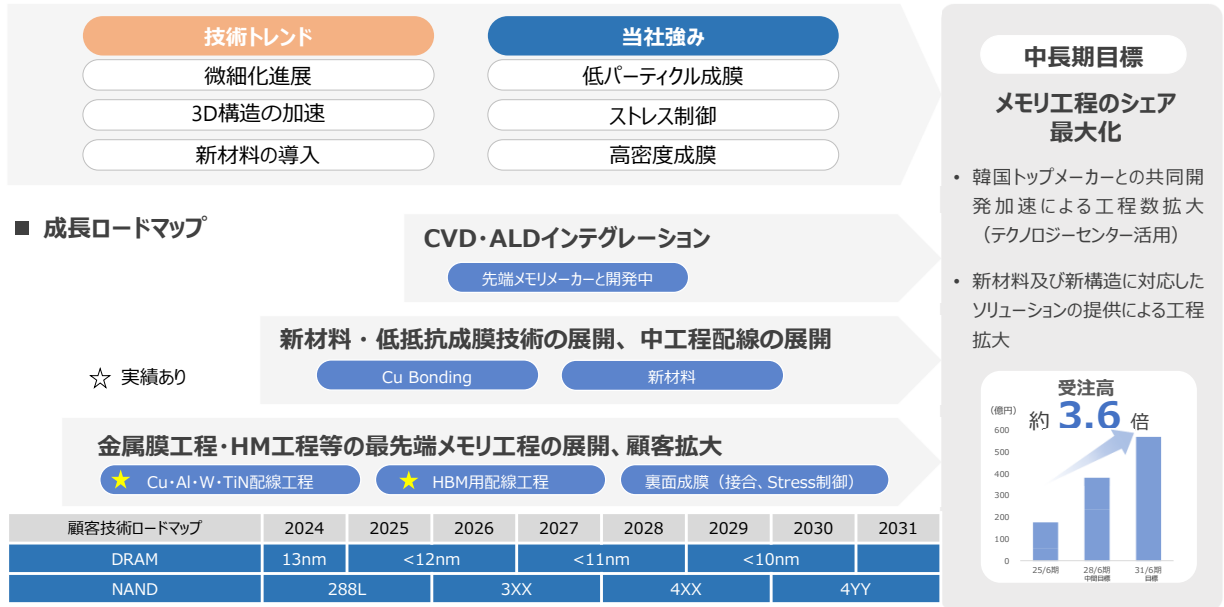 技術トレンド
微細化進展
3D構造の加速
新材料の導入
当社強み
低パーティクル成膜
ストレス制御
高密度成膜
■ 成長ロードマップ
CVD・ALDインテグレーション
先端メモリメーカーと開発中
新材料・低抵抗成膜技術の展開、中工程配線の展開
Cu Bonding
新材料
☆ 実績あり
金属膜工程・HM工程等の最先端メモリ工程の展開、顧客拡大
★ Cu・Al・W・TiN配線工程
★ HBM用配線工程
裏面成膜（接合、Stress制御）
顧客技術ロードマップ 2024 2025 2026 2027 2028 2029 2030 2031
DRAM 13nm <12nm <11nm <10nm
NAND 288L 3XX 4XX 4YY
中長期目標
メモリ工程のシェア
最大化
• 韓国トップメーカーとの共同開
発加速による工程数拡大
（テクノロジーセンター活用）
• 新材料及び新構造に対応した
ソリューションの提供による工程
拡大
受注高
（億円）
約 3.6 倍
600
500
400
300
200
100
0
25/6期
28/6期
中間目標
31/6期
目標